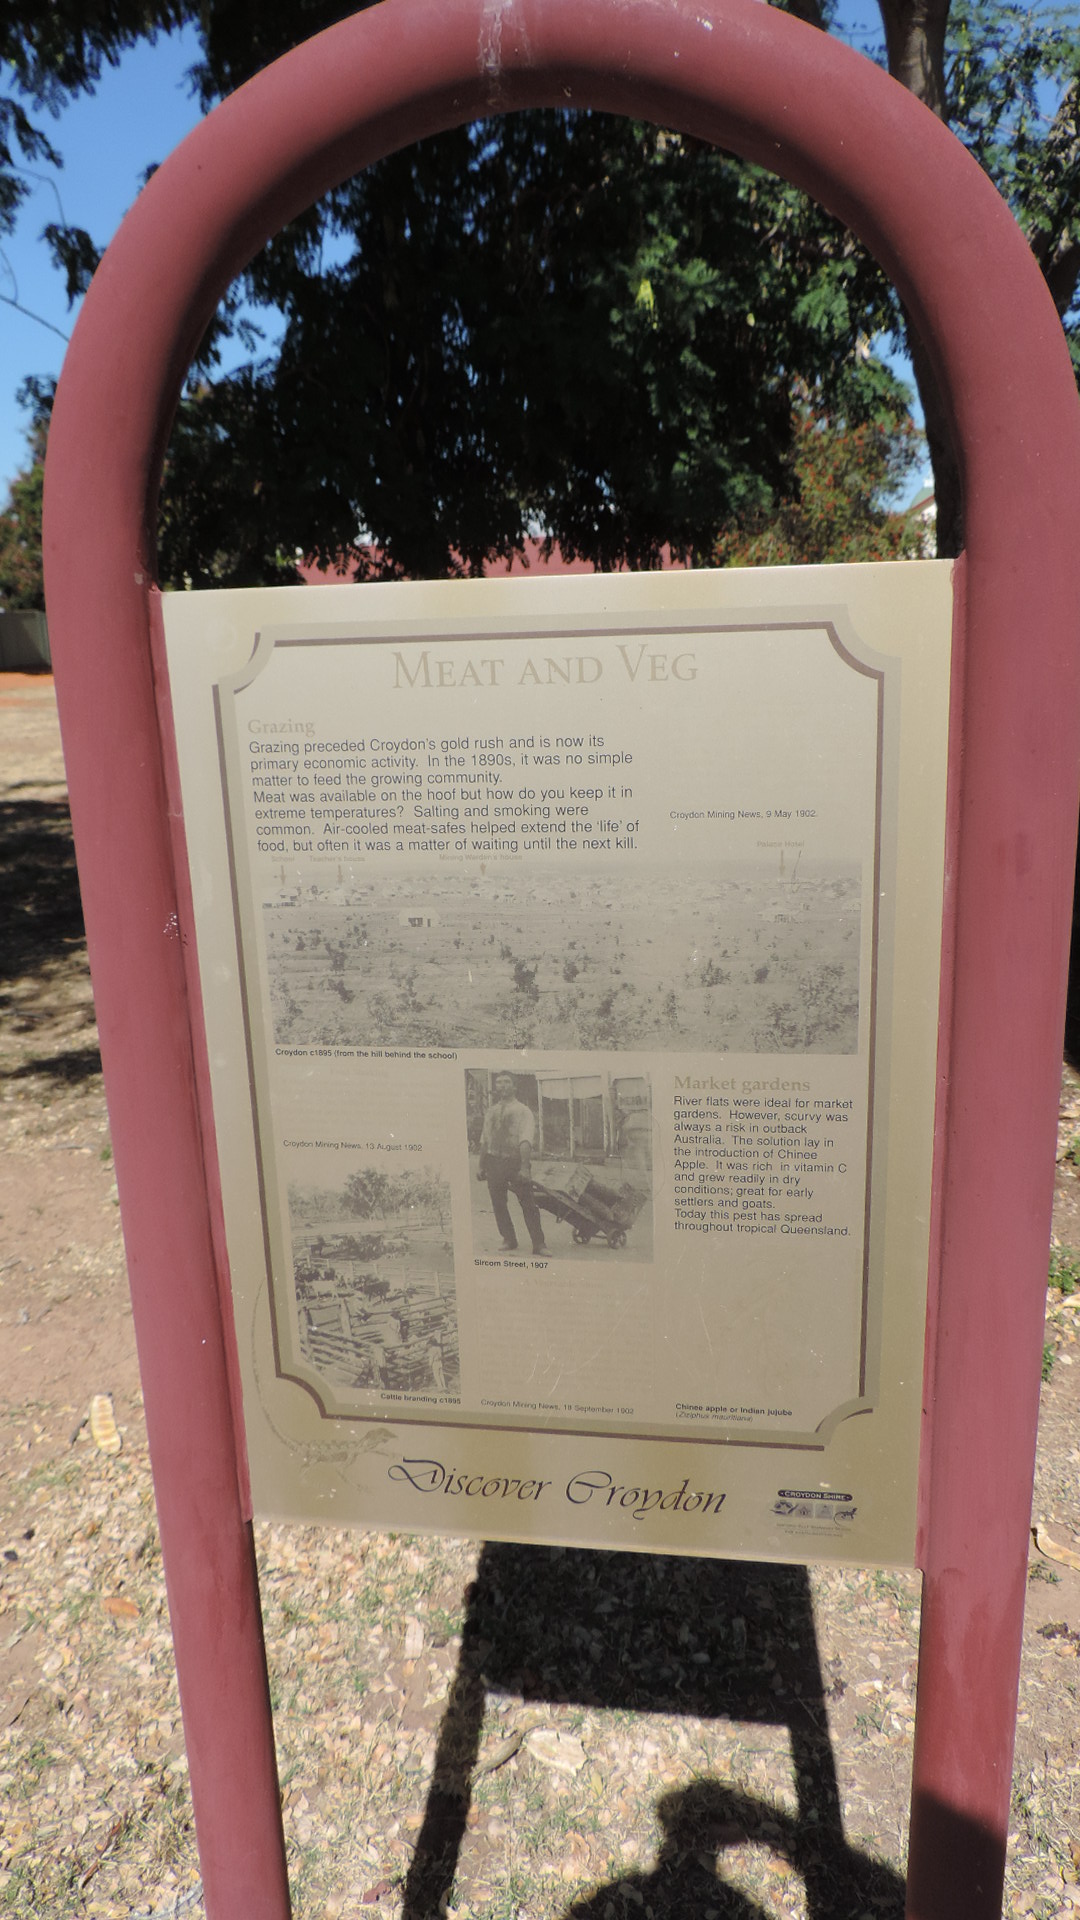 MEAT AND VEG
Grazing
Grazing preceded Croydon's gold rush and is now its
primary economic activity. In the 1890s, it was no simple
matter to feed the growing community.
Meat was available on the hoof but how do you keep it in
extreme temperatures? Salting and smoking were
common. Air-cooled meat-safes helped extend the 'life' of
food, but often it was a matter of waiting until the next kill.
Croydon Mining News, 9 May 1902.
School
Teacher's house
Mining Warden's house
Palace Hotel
Croydon c1895 (from the hill behind the school)
Croydon Mining News, 13 August 1902
Cattle branding c1895
Sircom Street, 1907
Croydon Mining News, 18 September 1902
Market gardens
River flats were ideal for market
gardens. However, scurvy was
always a risk in outback
Australia. The solution lay in
the introduction of Chinee
Apple. It was rich in vitamin C
and grew readily in dry
conditions; great for early
settlers and goats.
Today this pest has spread
throughout tropical Queensland.
Chinee apple or Indian jujube
(Ziziphus mauritiana)
Discover Croydon
CROYDON SHIRE